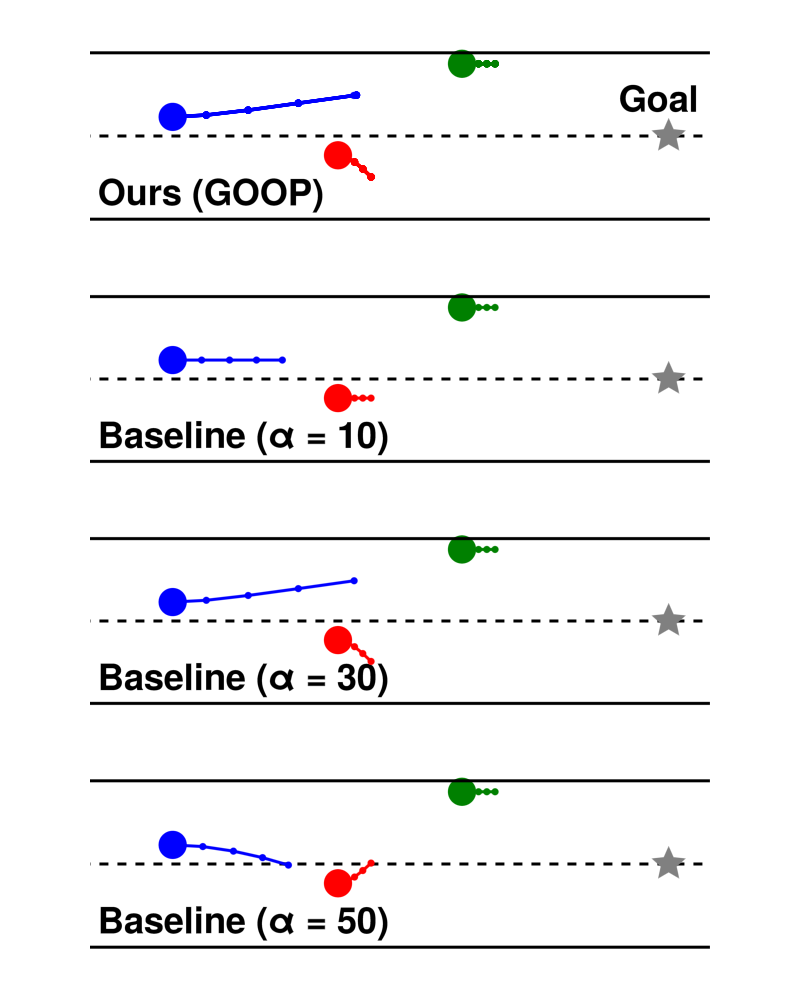 Goal
Ours (GOOP)
Baseline (α = 10)
Baseline (α = 30)
Baseline (α = 50)